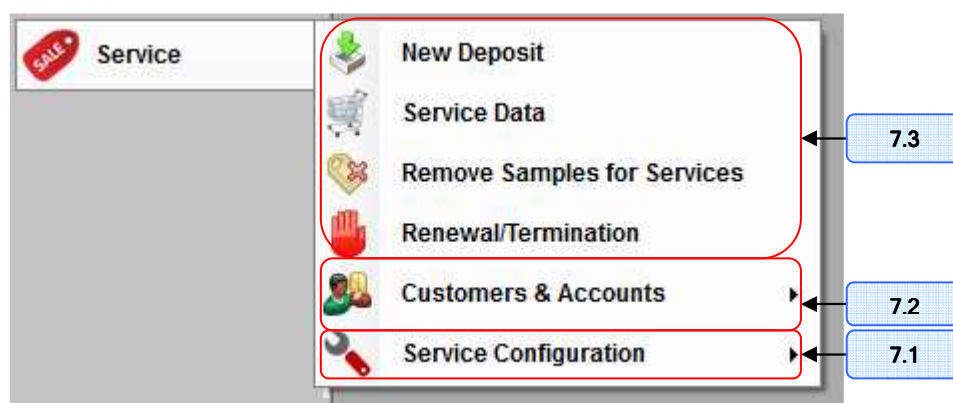 SALE
Service
New Deposit
Service Data
Remove Samples for Services
Renewal/Termination
Customers & Accounts
Service Configuration
7.3
7.2
7.1